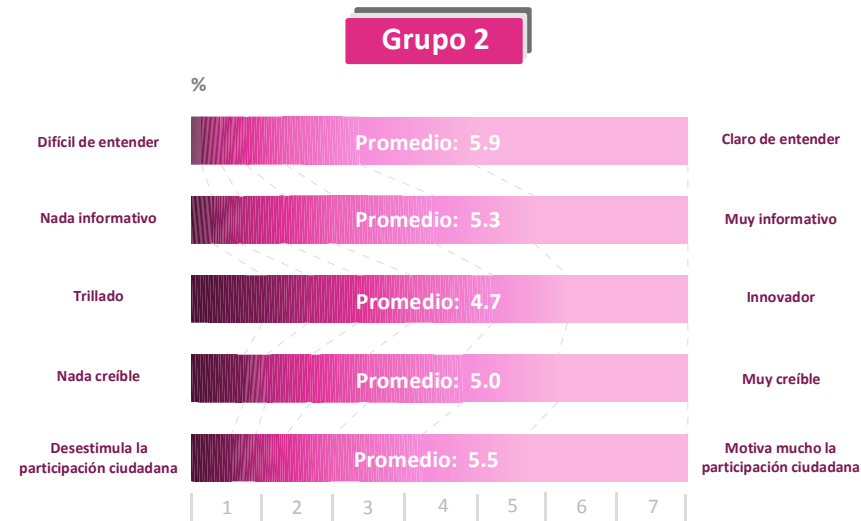 Grupo 2
%
Difícil de entender
Promedio: 5.9
Claro de entender
Nada informativo
Promedio: 5.3
Muy informativo
Trillado
Promedio: 4.7
Innovador
Nada creíble
Promedio: 5.0
Muy creíble
Desestimula la
participación ciudadana
Promedio: 5.5
Motiva mucho la
participación ciudadana
1 2 3 4 5 6 7